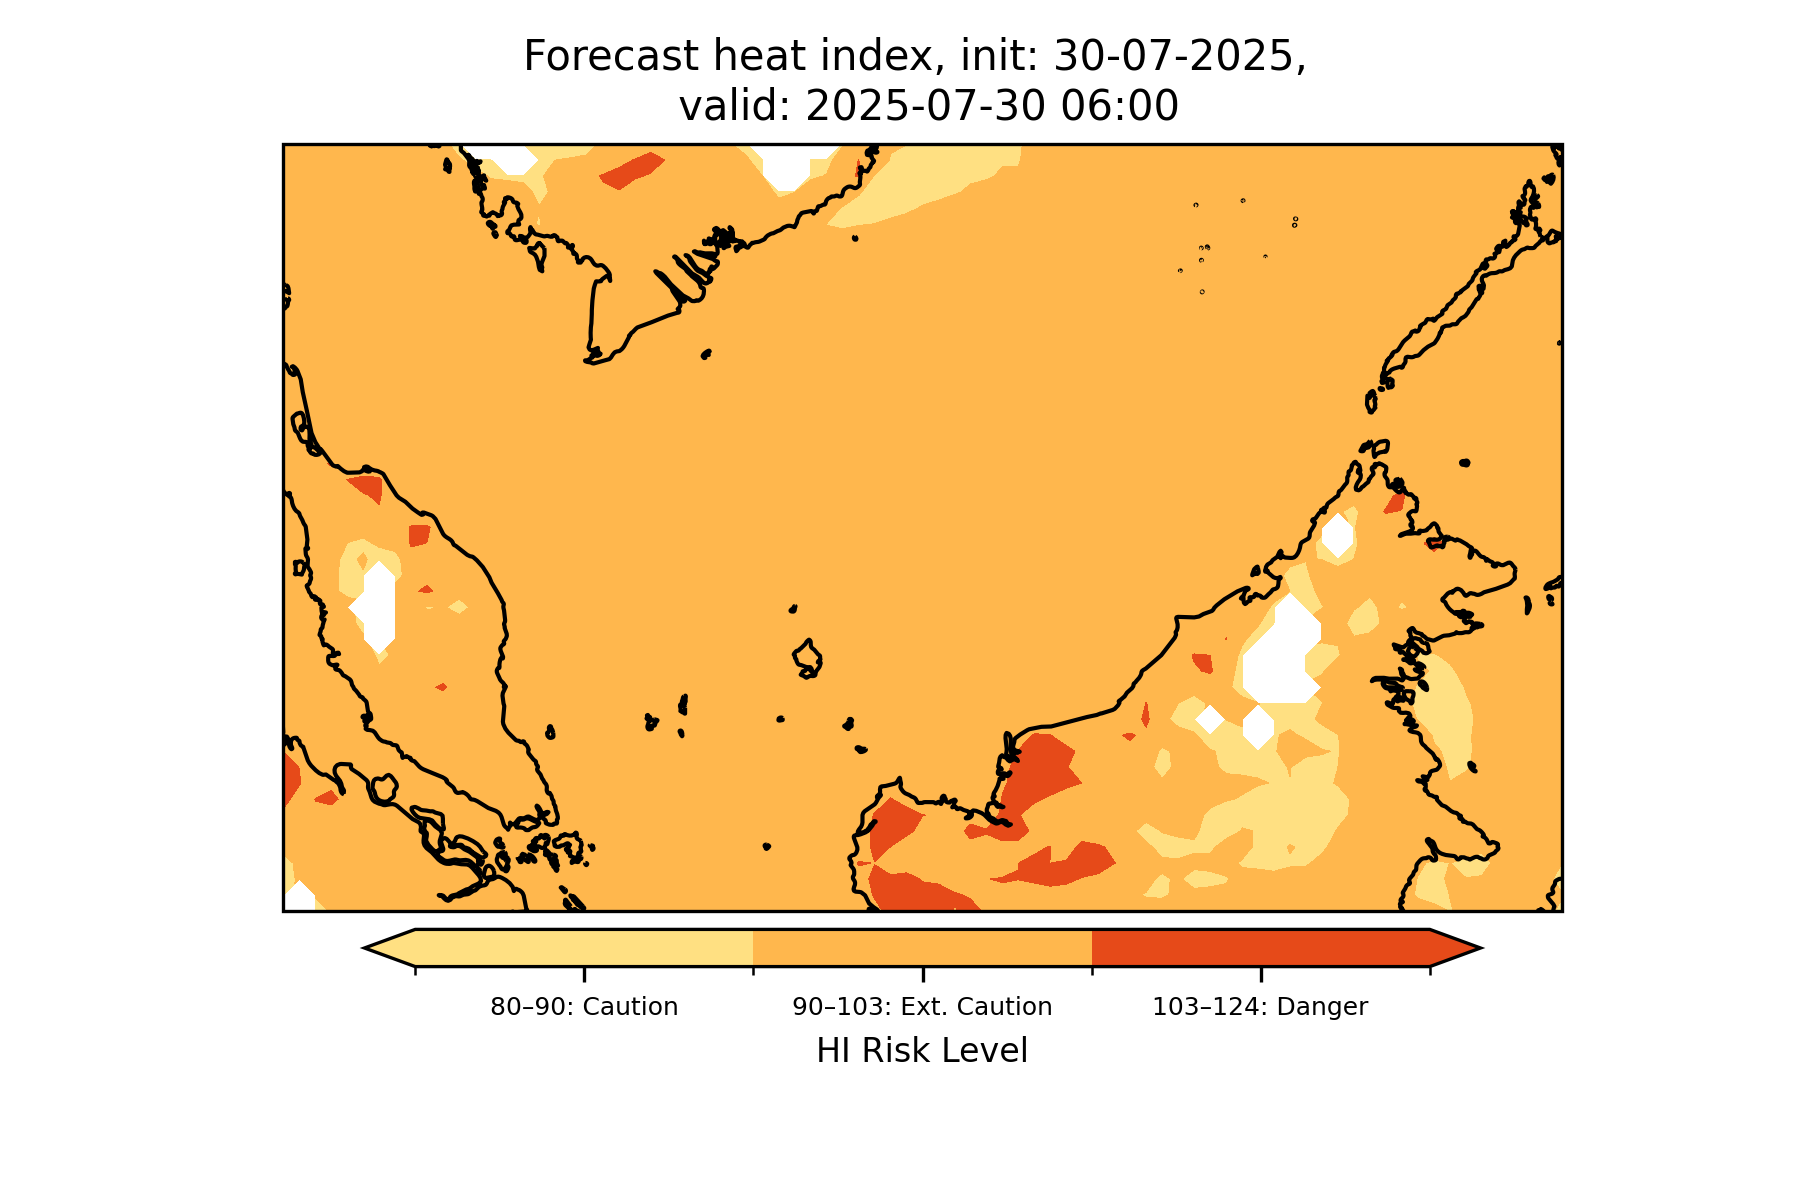 Forecast heat index, init: 30-07-2025,
valid: 2025-07-30 06:00
80–90: Caution
90–103: Ext. Caution
103–124: Danger
HI Risk Level